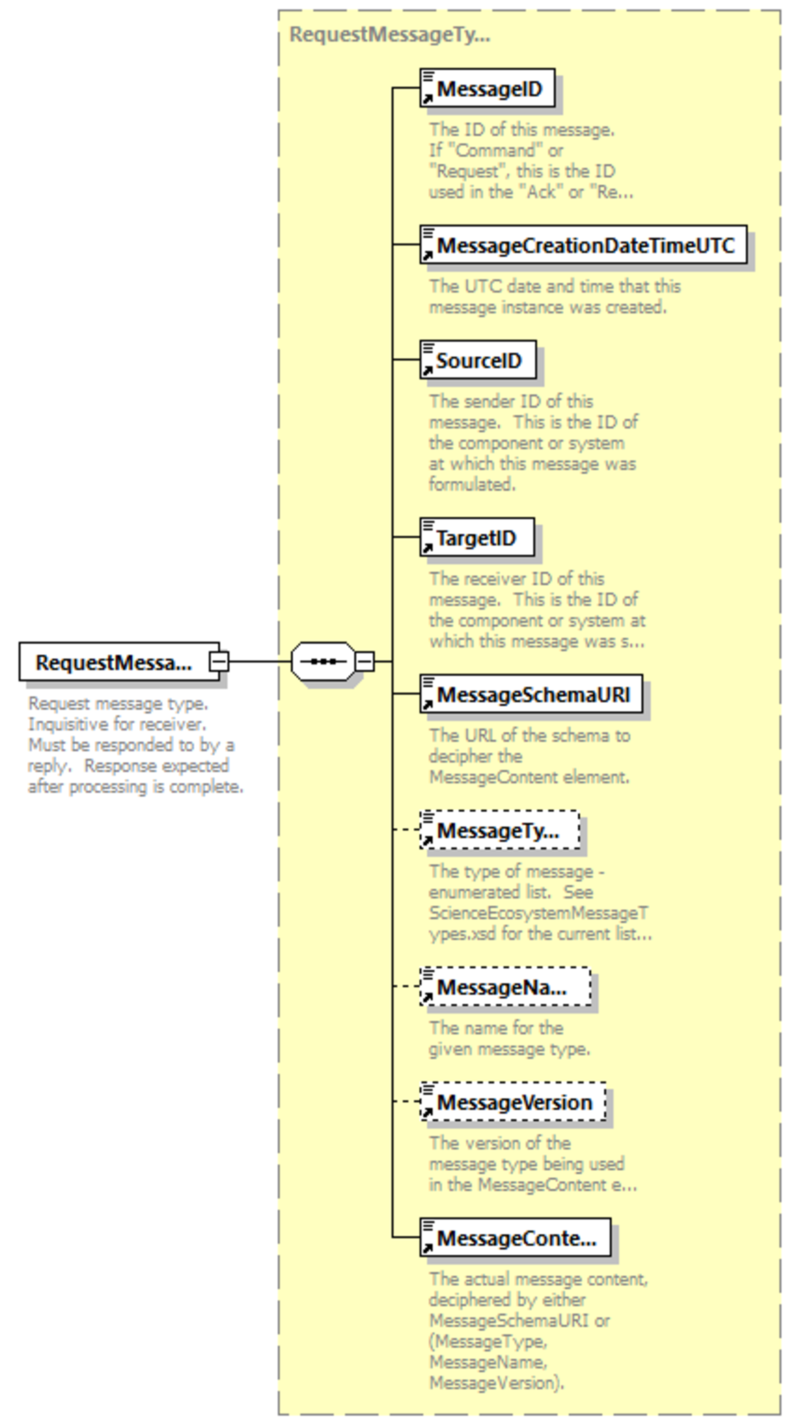 RequestMessageTy...
MessageID
The ID of this message.
If "Command" or
"Request", this is the ID
used in the "Ack" or "Re...
MessageCreationDateTimeUTC
The UTC date and time that this
message instance was created.
SourceID
The sender ID of this
message.  This is the ID of
the component or system
at which this message was
formulated.
TargetID
The receiver ID of this
message.  This is the ID of
the component or system at
which this message was s...
RequestMessa...
Request message type.
Inquisitive for receiver.
Must be responded to by a
reply.  Response expected
after processing is complete.
MessageSchemaURI
The URL of the schema to
decipher the
MessageContent element.
MessageTy...
The type of message -
enumerated list.  See
ScienceEcosystemMessageT
ypes.xsd for the current list...
MessageNa...
The name for the
given message type.
MessageVersion
The version of the
message type being used
in the MessageContent e...
MessageConte...
The actual message content,
deciphered by either
MessageSchemaURI or
(MessageType,
MessageName,
MessageVersion).